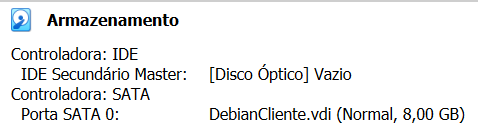 Armazenamento
Controladora: IDE
IDE Secundário Master: [Disco Óptico] Vazio
Controladora: SATA
Porta SATA 0: DebianCliente.vdi (Normal, 8,00 GB)